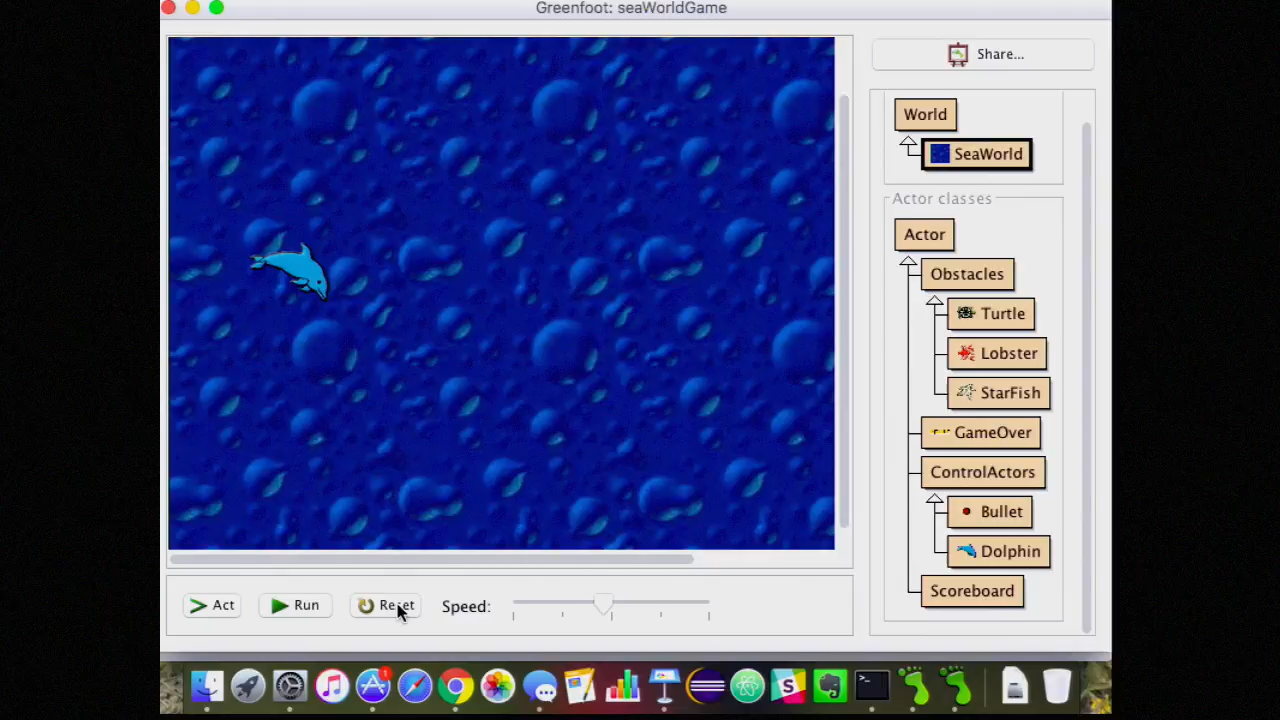 Greenfoot: seaWorldGame
Share...
World
SeaWorld
Actor classes
Actor
Obstacles
Turtle
Lobster
StarFish
GameOver
ControlActors
Bullet
Dolphin
Scoreboard
Act
Run
Reset
Speed:
1